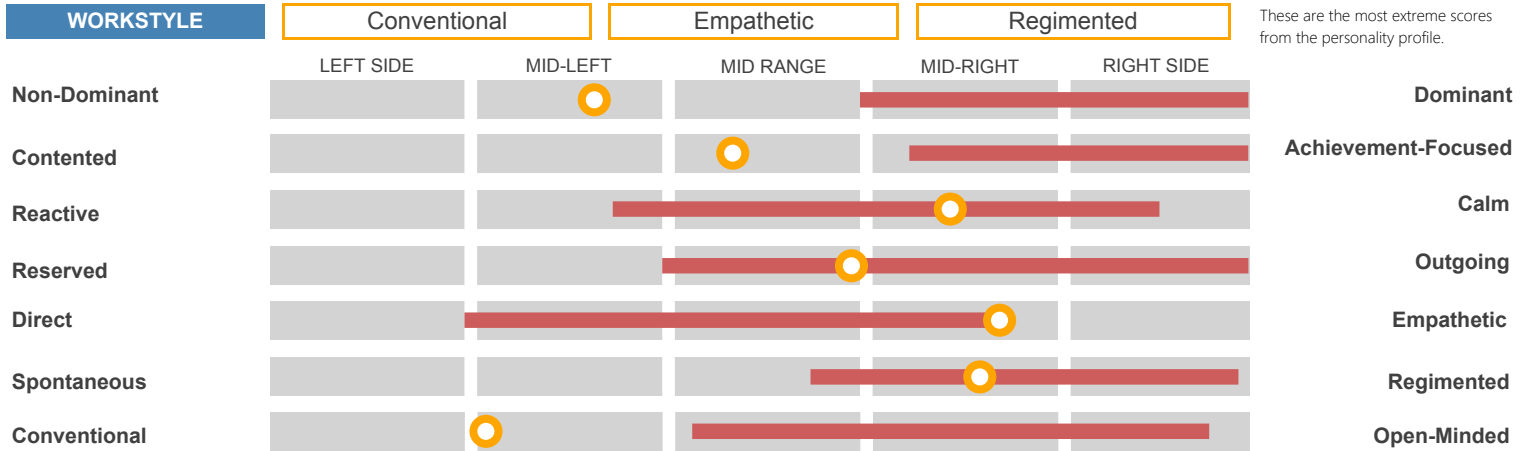 WORKSTYLE
Conventional
Empathetic
Regimented
These are the most extreme scores
from the personality profile.
LEFT SIDE
MID-LEFT
MID RANGE
MID-RIGHT
RIGHT SIDE
Non-Dominant
Dominant
Contented
Achievement-Focused
Reactive
Calm
Reserved
Outgoing
Direct
Empathetic
Spontaneous
Regimented
Conventional
Open-Minded